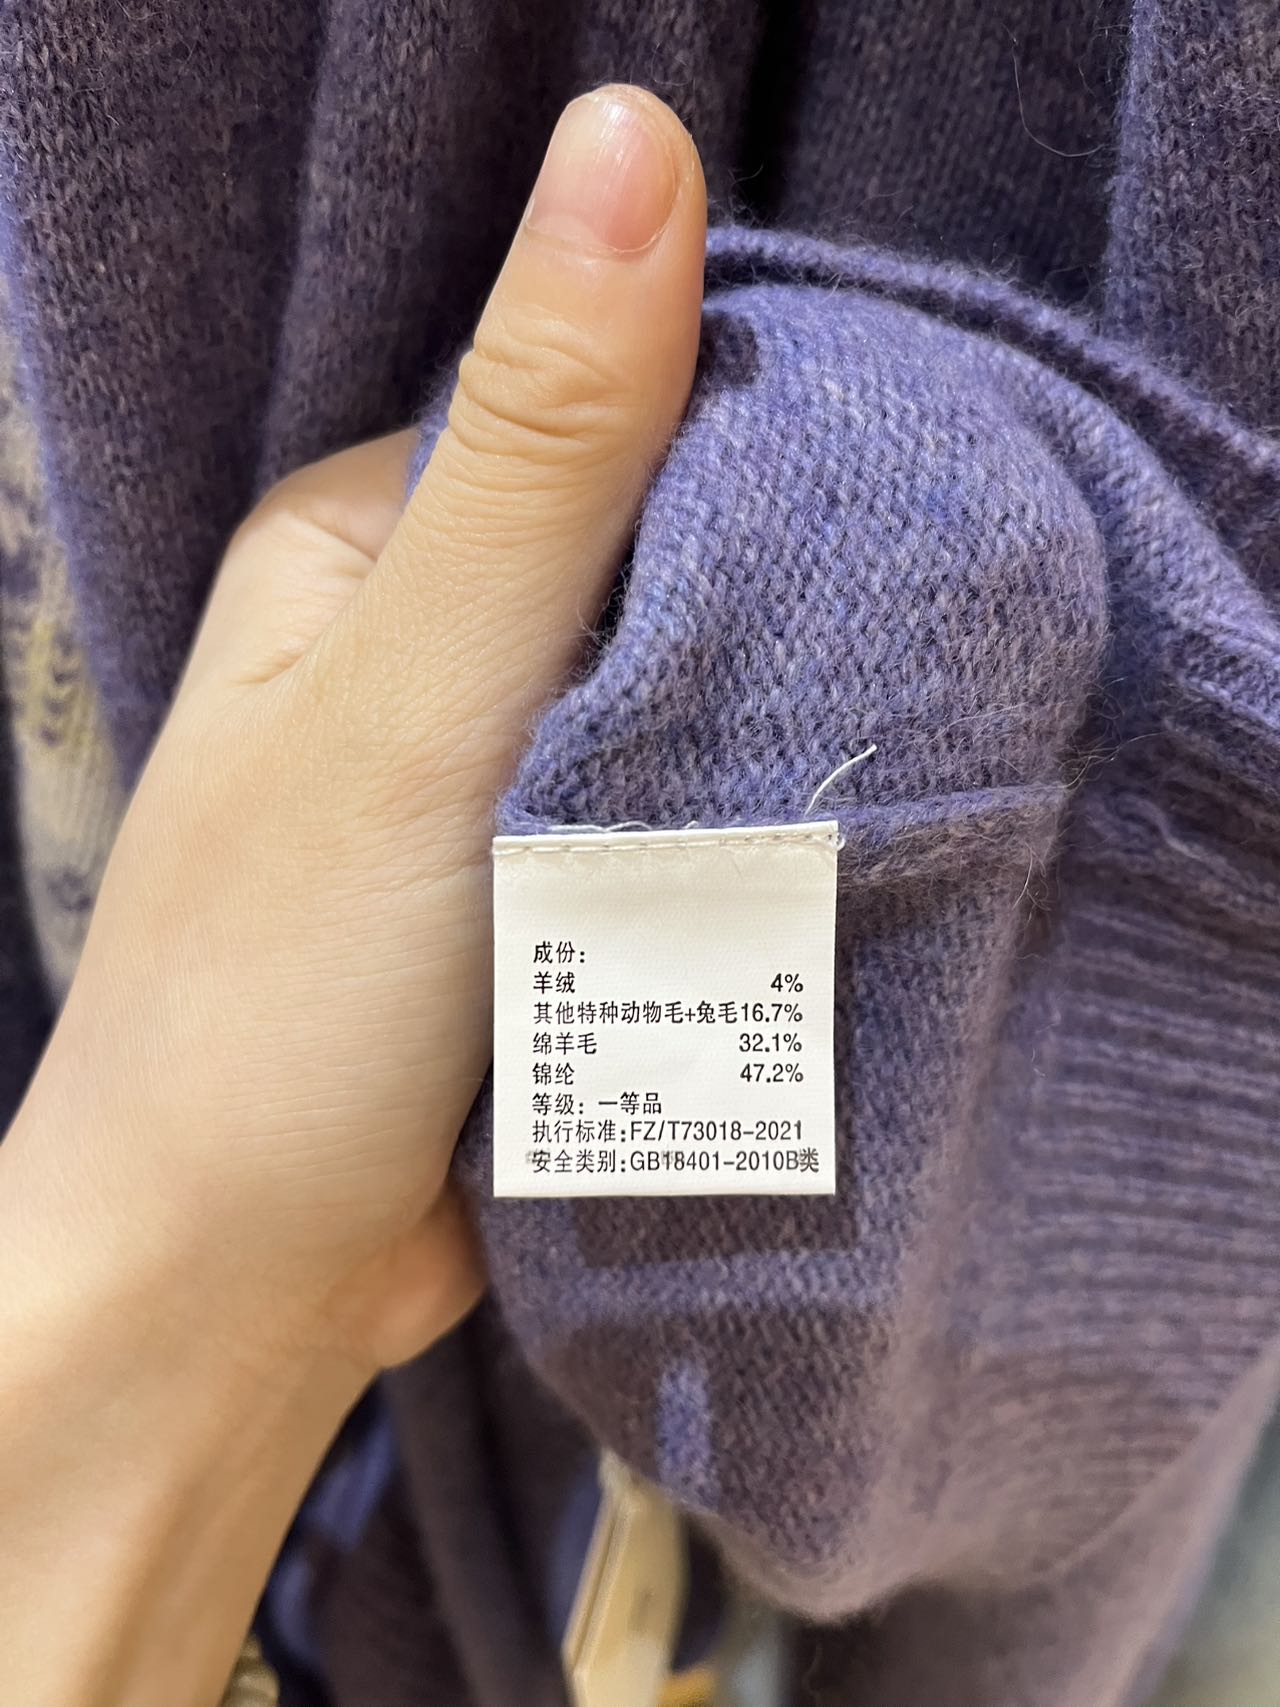 成份:
羊绒 4%
其他特种动物毛+兔毛16.7%
绵羊毛 32.1%
锦纶 47.2%
等级: 一等品
执行标准:FZ/T73018-2021
安全类别:GB18401-2010B类